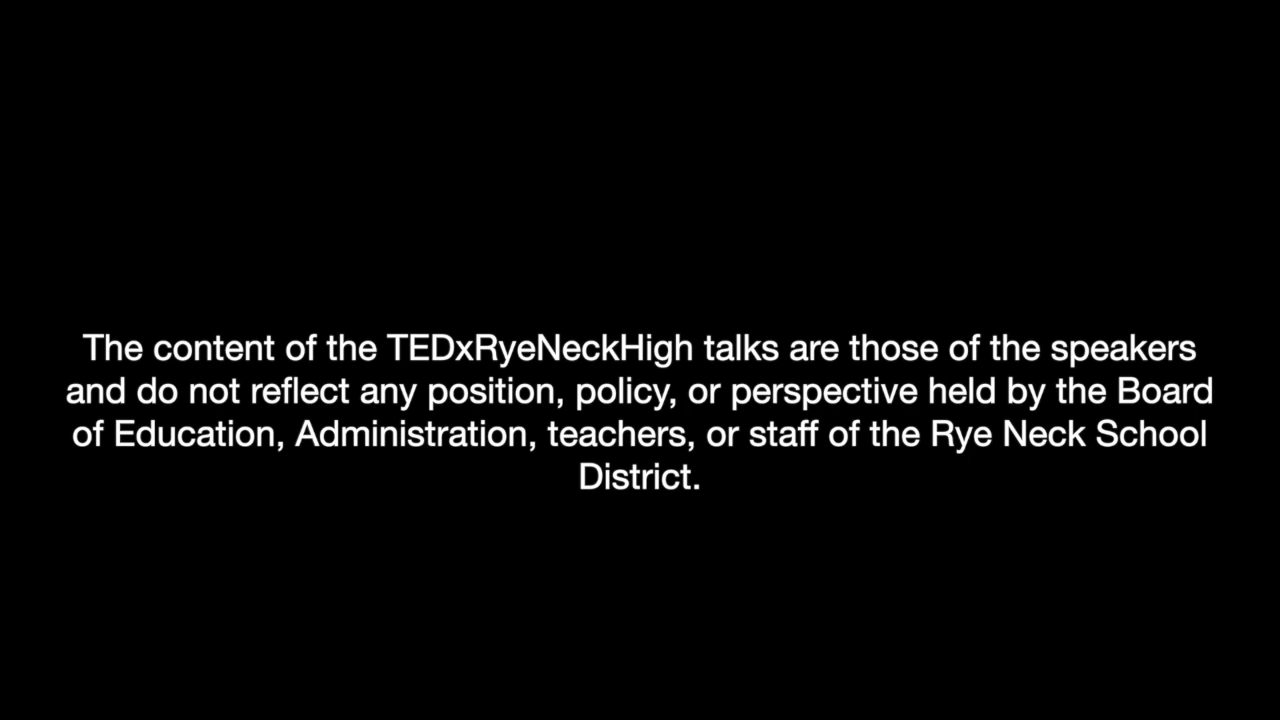 The content of the TEDxRyeNeckHigh talks are those of the speakers
and do not reflect any position, policy, or perspective held by the Board
of Education, Administration, teachers, or staff of the Rye Neck School
District.